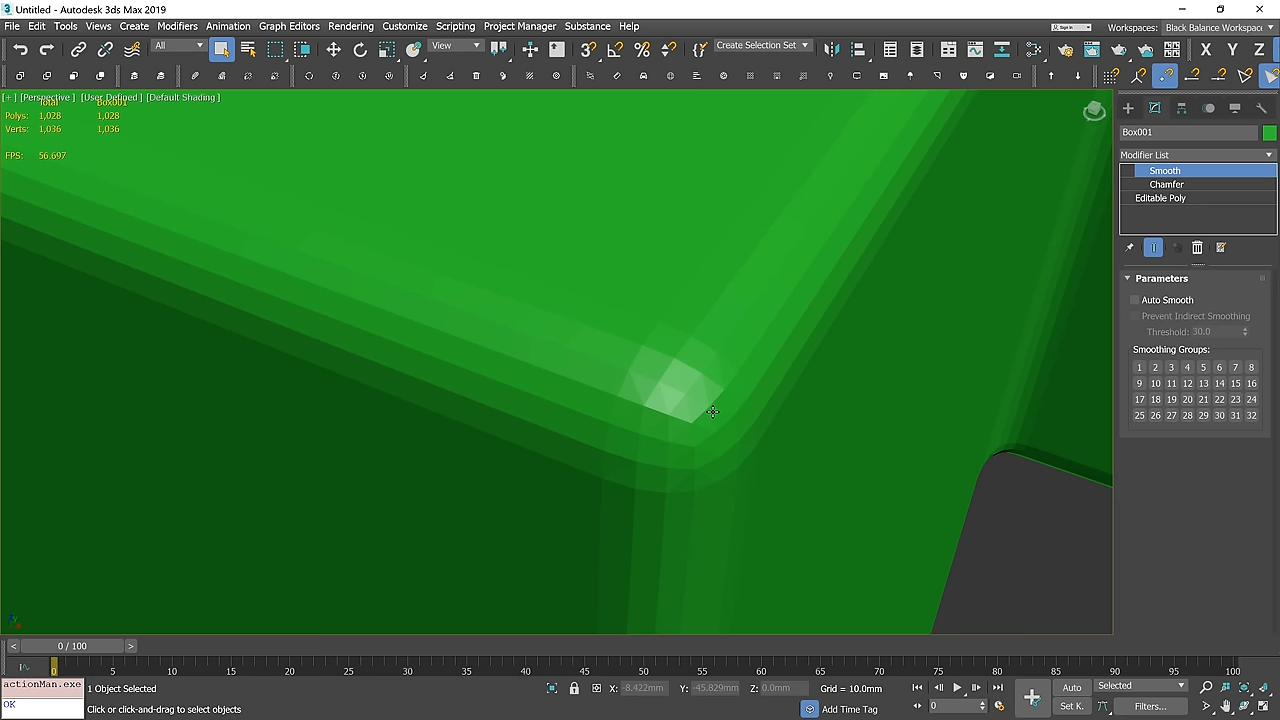 Untitled - Autodesk 3ds Max 2019
File Edit Tools Views Create Modifiers Animation Graph Editors Rendering Customize Scripting Project Manager Substance Help
Sign In
Workspaces: Black Balance Workspac
All
View
Create Selection Set
X Y Z
[+] [Perspective] [User Defined] [Default Shading]
Total Box001
Polys: 1,028 1,028
Verts: 1,036 1,036
FPS: 56.697
Box001
Modifier List
Smooth
Chamfer
Editable Poly
Parameters
Auto Smooth
Prevent Indirect Smoothing
Threshold: 30.0
Smoothing Groups:
1 2 3 4 5 6 7 8
9 10 11 12 13 14 15 16
17 18 19 20 21 22 23 24
25 26 27 28 29 30 31 32
< 0 / 100 >
0 5 10 15 20 25 30 35 40 45 50 55 60 65 70 75 80 85 90 95 100
actionMan.exe
OK
1 Object Selected
Click or click-and-drag to select objects
X: -8.422mm Y: -45.829mm Z: 0.0mm Grid = 10.0mm
Add Time Tag
0
Auto Selected
Set K. Filters...